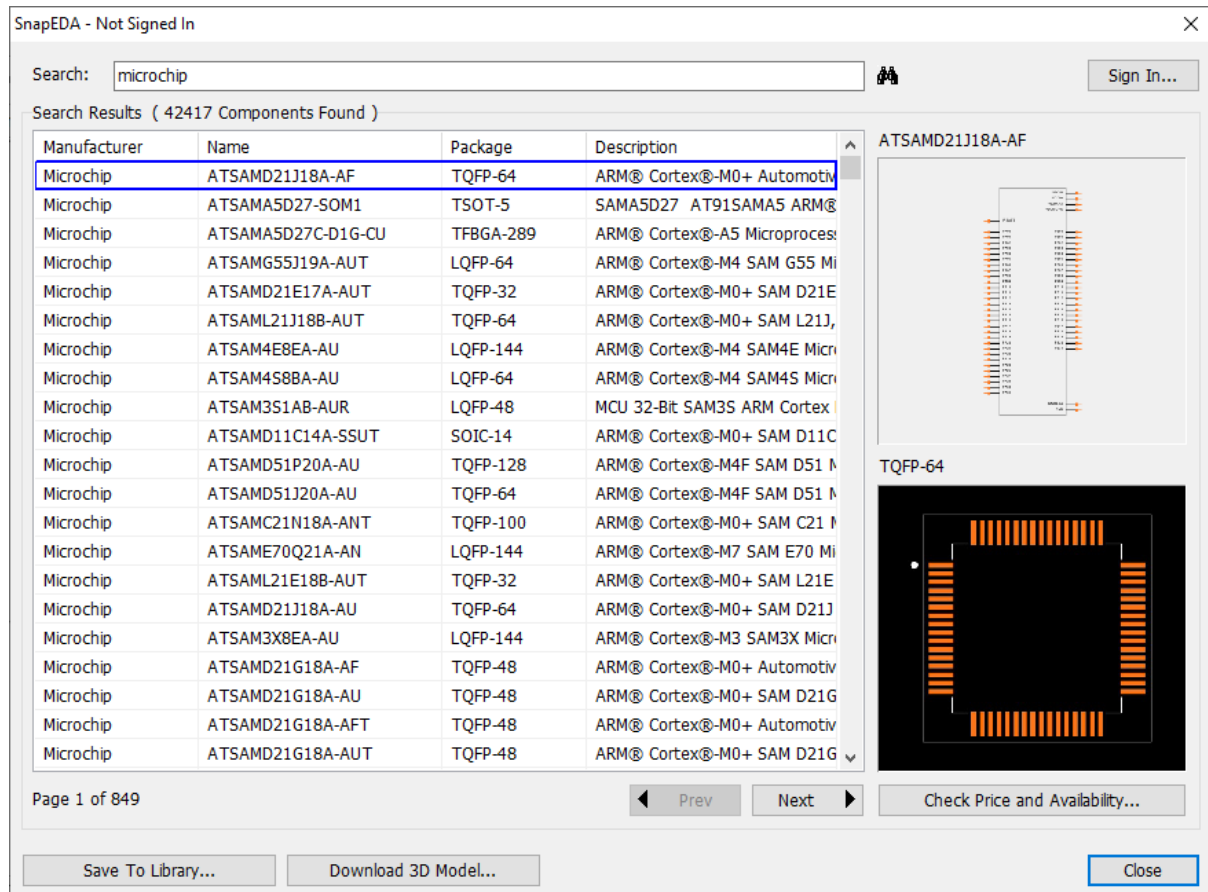 SnapEDA - Not Signed In
Search: microchip Sign In...
Search Results ( 42417 Components Found )
Manufacturer Name Package Description
Microchip ATSAMD21J18A-AF TQFP-64 ARM® Cortex®-M0+ Automotiv
Microchip ATSAMA5D27-SOM1 TSOT-5 SAMA5D27 AT91SAMA5 ARM®
Microchip ATSAMA5D27C-D1G-CU TFBGA-289 ARM® Cortex®-A5 Microprocess
Microchip ATSAMG55J19A-AUT LQFP-64 ARM® Cortex®-M4 SAM G55 Mi
Microchip ATSAMD21E17A-AUT TQFP-32 ARM® Cortex®-M0+ SAM D21E
Microchip ATSAML21J18B-AUT TQFP-64 ARM® Cortex®-M0+ SAM L21J,
Microchip ATSAM4E8EA-AU LQFP-144 ARM® Cortex®-M4 SAM4E Micr
Microchip ATSAM4S8BA-AU LQFP-64 ARM® Cortex®-M4 SAM4S Micr
Microchip ATSAM3S1AB-AUR LQFP-48 MCU 32-Bit SAM3S ARM Cortex
Microchip ATSAMD11C14A-SSUT SOIC-14 ARM® Cortex®-M0+ SAM D11C
Microchip ATSAMD51P20A-AU TQFP-128 ARM® Cortex®-M4F SAM D51 M
Microchip ATSAMD51J20A-AU TQFP-64 ARM® Cortex®-M4F SAM D51 M
Microchip ATSAMC21N18A-ANT TQFP-100 ARM® Cortex®-M0+ SAM C21 M
Microchip ATSAME70Q21A-AN LQFP-144 ARM® Cortex®-M7 SAM E70 Mi
Microchip ATSAML21E18B-AUT TQFP-32 ARM® Cortex®-M0+ SAM L21E
Microchip ATSAMD21J18A-AU TQFP-64 ARM® Cortex®-M0+ SAM D21J
Microchip ATSAM3X8EA-AU LQFP-144 ARM® Cortex®-M3 SAM3X Micr
Microchip ATSAMD21G18A-AF TQFP-48 ARM® Cortex®-M0+ Automotiv
Microchip ATSAMD21G18A-AU TQFP-48 ARM® Cortex®-M0+ SAM D21G
Microchip ATSAMD21G18A-AFT TQFP-48 ARM® Cortex®-M0+ Automotiv
Microchip ATSAMD21G18A-AUT TQFP-48 ARM® Cortex®-M0+ SAM D21G
ATSAMD21J18A-AF
TQFP-64
Page 1 of 849 Prev Next Check Price and Availability...
Save To Library... Download 3D Model... Close